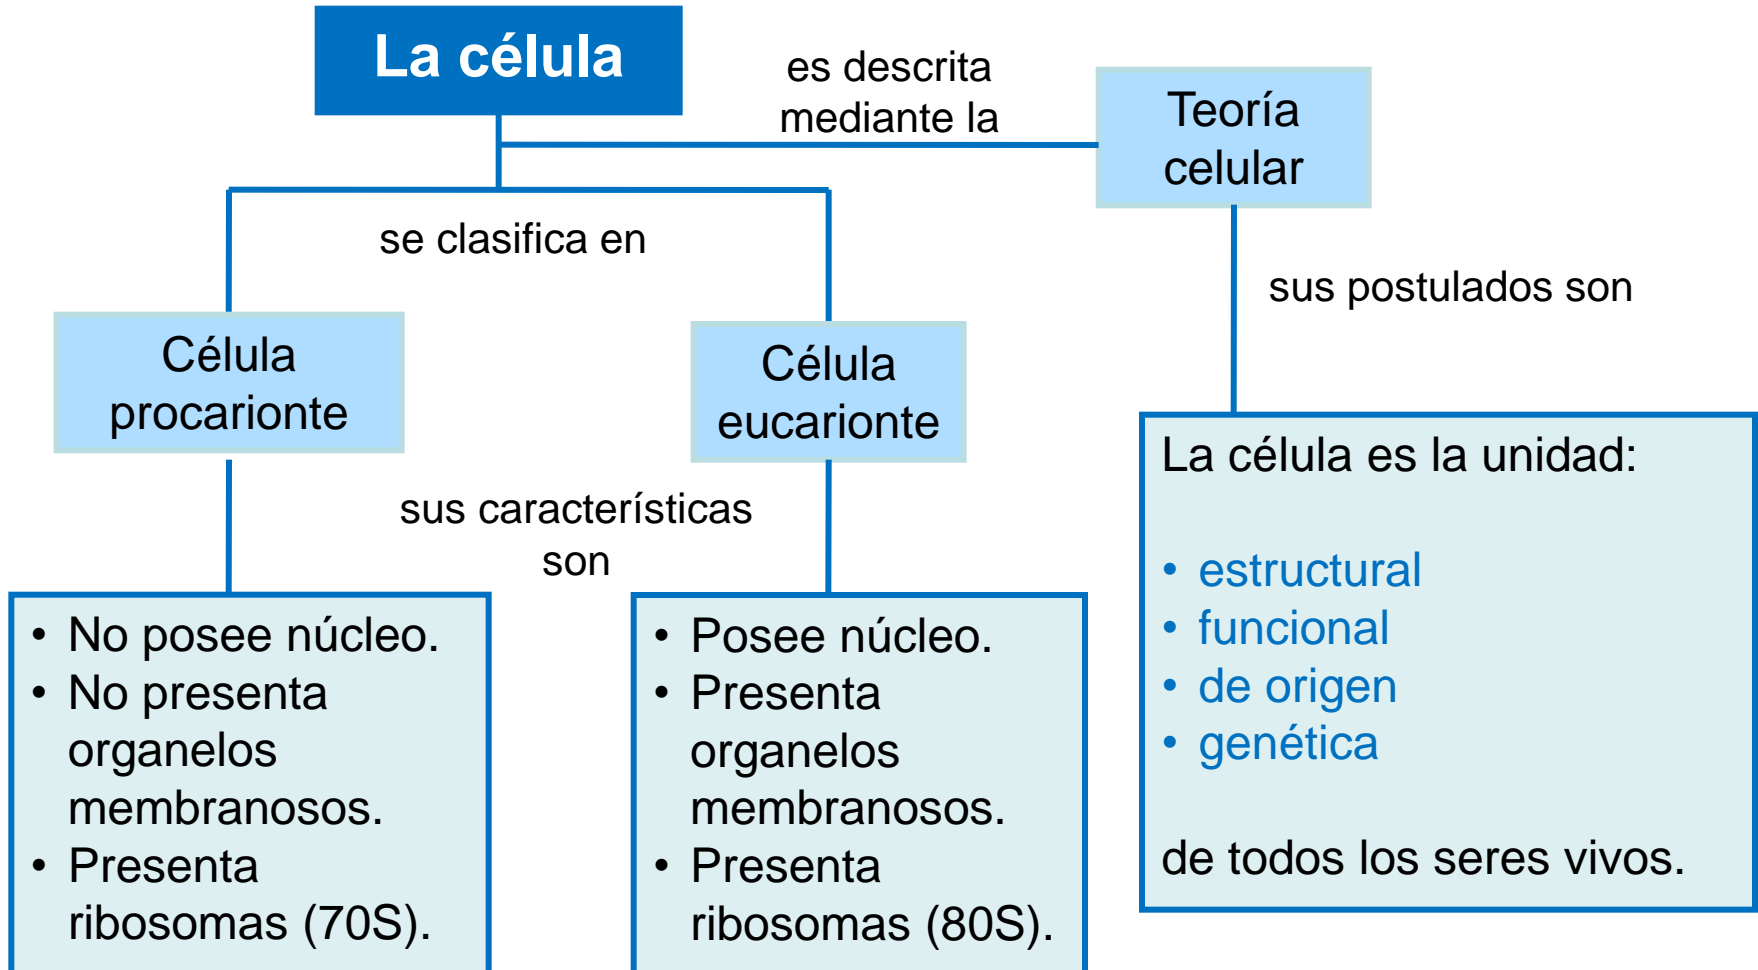 La célula
es descrita
mediante la
Teoría
celular
se clasifica en
sus postulados son
Célula
procarionte
Célula
eucarionte
sus características
son
• No posee núcleo.
• No presenta
organelos
membranosos.
• Presenta
ribosomas (70S).
• Posee núcleo.
• Presenta
organelos
membranosos.
• Presenta
ribosomas (80S).
La célula es la unidad:
• estructural
• funcional
• de origen
• genética
de todos los seres vivos.